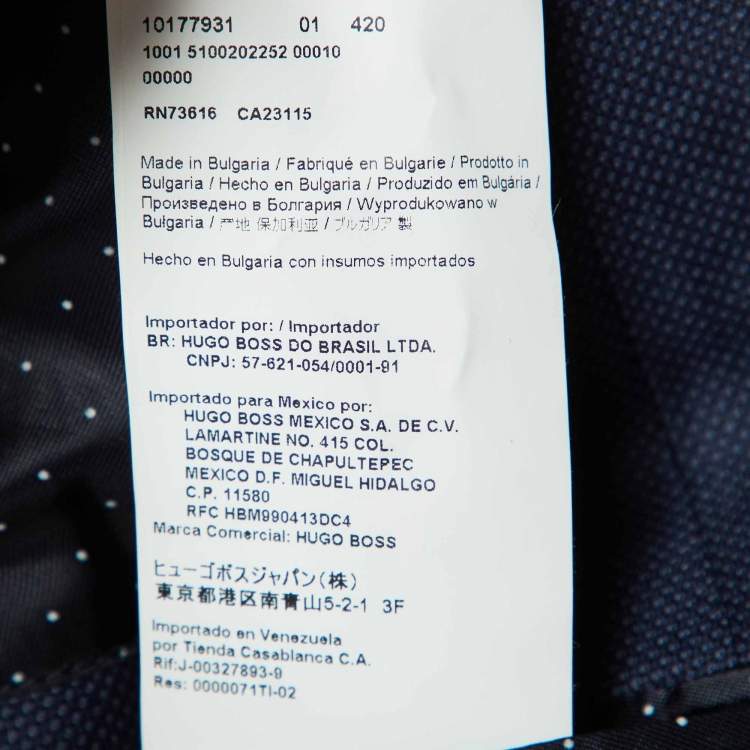 10177931 01 420
1001 5100202252 00010
00000
RN73616 CA23115
Made in Bulgaria / Fabriqué en Bulgarie / Prodotto in
Bulgaria / Hecho en Bulgaria / Produzido em Bulgária /
Произведено в Болгария / Wyprodukowano w
Bulgaria / 产地 保加利亚 / ブルガリア 製
Hecho en Bulgaria con insumos importados
Importador por: / Importador
BR: HUGO BOSS DO BRASIL LTDA.
CNPJ: 57-621-054/0001-91
Importado para Mexico por:
HUGO BOSS MEXICO S.A. DE C.V.
LAMARTINE NO. 415 COL.
BOSQUE DE CHAPULTEPEC
MEXICO D.F. MIGUEL HIDALGO
C.P. 11580
RFC HBM990413DC4
Marca Comercial: HUGO BOSS
ヒューゴボスジャパン(株)
東京都港区南青山5-2-1 3F
Importado en Venezuela
por Tienda Casablanca C.A.
Rif:J-00327893-9
Res: 0000071TI-02